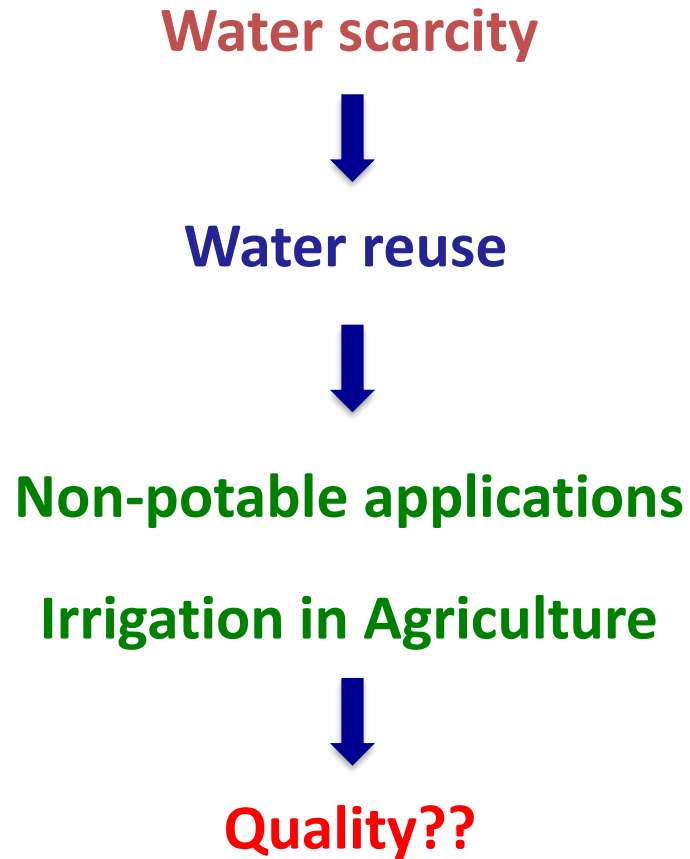 Water scarcity
Water reuse
Non-potable applications
Irrigation in Agriculture
Quality??